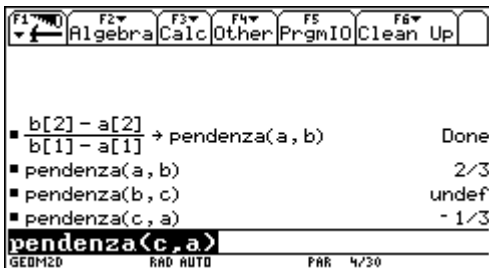 F1 F2 F3 F4 F5 F6
Algebra Calc Other PrgmIO Clean Up
b[2] - a[2]
b[1] - a[1] → pendenza(a,b) Done
pendenza(a,b) 2/3
pendenza(b,c) undef
pendenza(c,a) -1/3
pendenza(c,a)
GEOM2D RAD AUTO PAR 4/30